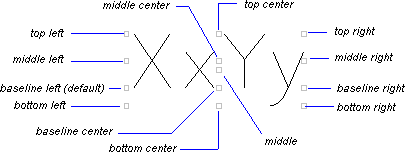 middle center
top center
top left
top right
middle left
middle right
baseline left (default)
baseline right
bottom left
bottom right
XxYy
baseline center
middle
bottom center